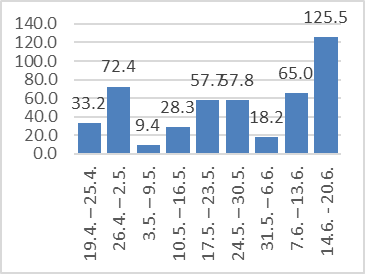 140.0
120.0
100.0
80.0
60.0
40.0
20.0
0.0
33.2
72.4
9.4
28.3
57.7
57.8
18.2
65.0
125.5
19.4. – 25.4.
26.4. – 2.5.
3.5. – 9.5.
10.5. – 16.5.
17.5. – 23.5.
24.5. – 30.5.
31.5. – 6.6.
7.6. – 13.6.
14.6. - 20.6.